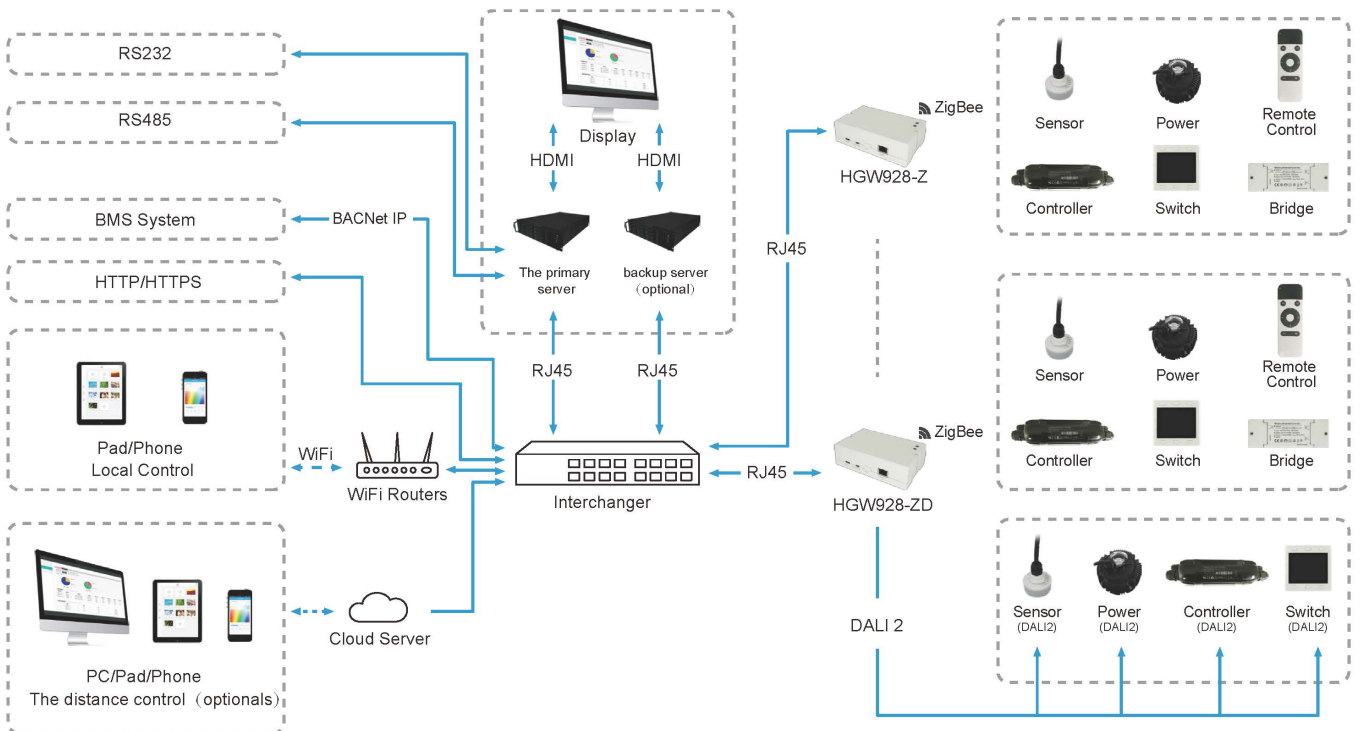 RS232
RS485
BMS System
HTTP/HTTPS
BACNet IP
Pad/Phone
Local Control
WiFi
WiFi Routers
PC/Pad/Phone
The distance control（optionals）
Cloud Server
Display
HDMI
HDMI
The primary
server
backup server
（optional）
RJ45
RJ45
Interchanger
RJ45
RJ45
ZigBee
HGW928-Z
ZigBee
HGW928-ZD
DALI 2
Sensor
Power
Remote
Control
Controller
Switch
Bridge
Sensor
Power
Remote
Control
Controller
Switch
Bridge
Sensor
(DALI2)
Power
(DALI2)
Controller
(DALI2)
Switch
(DALI2)